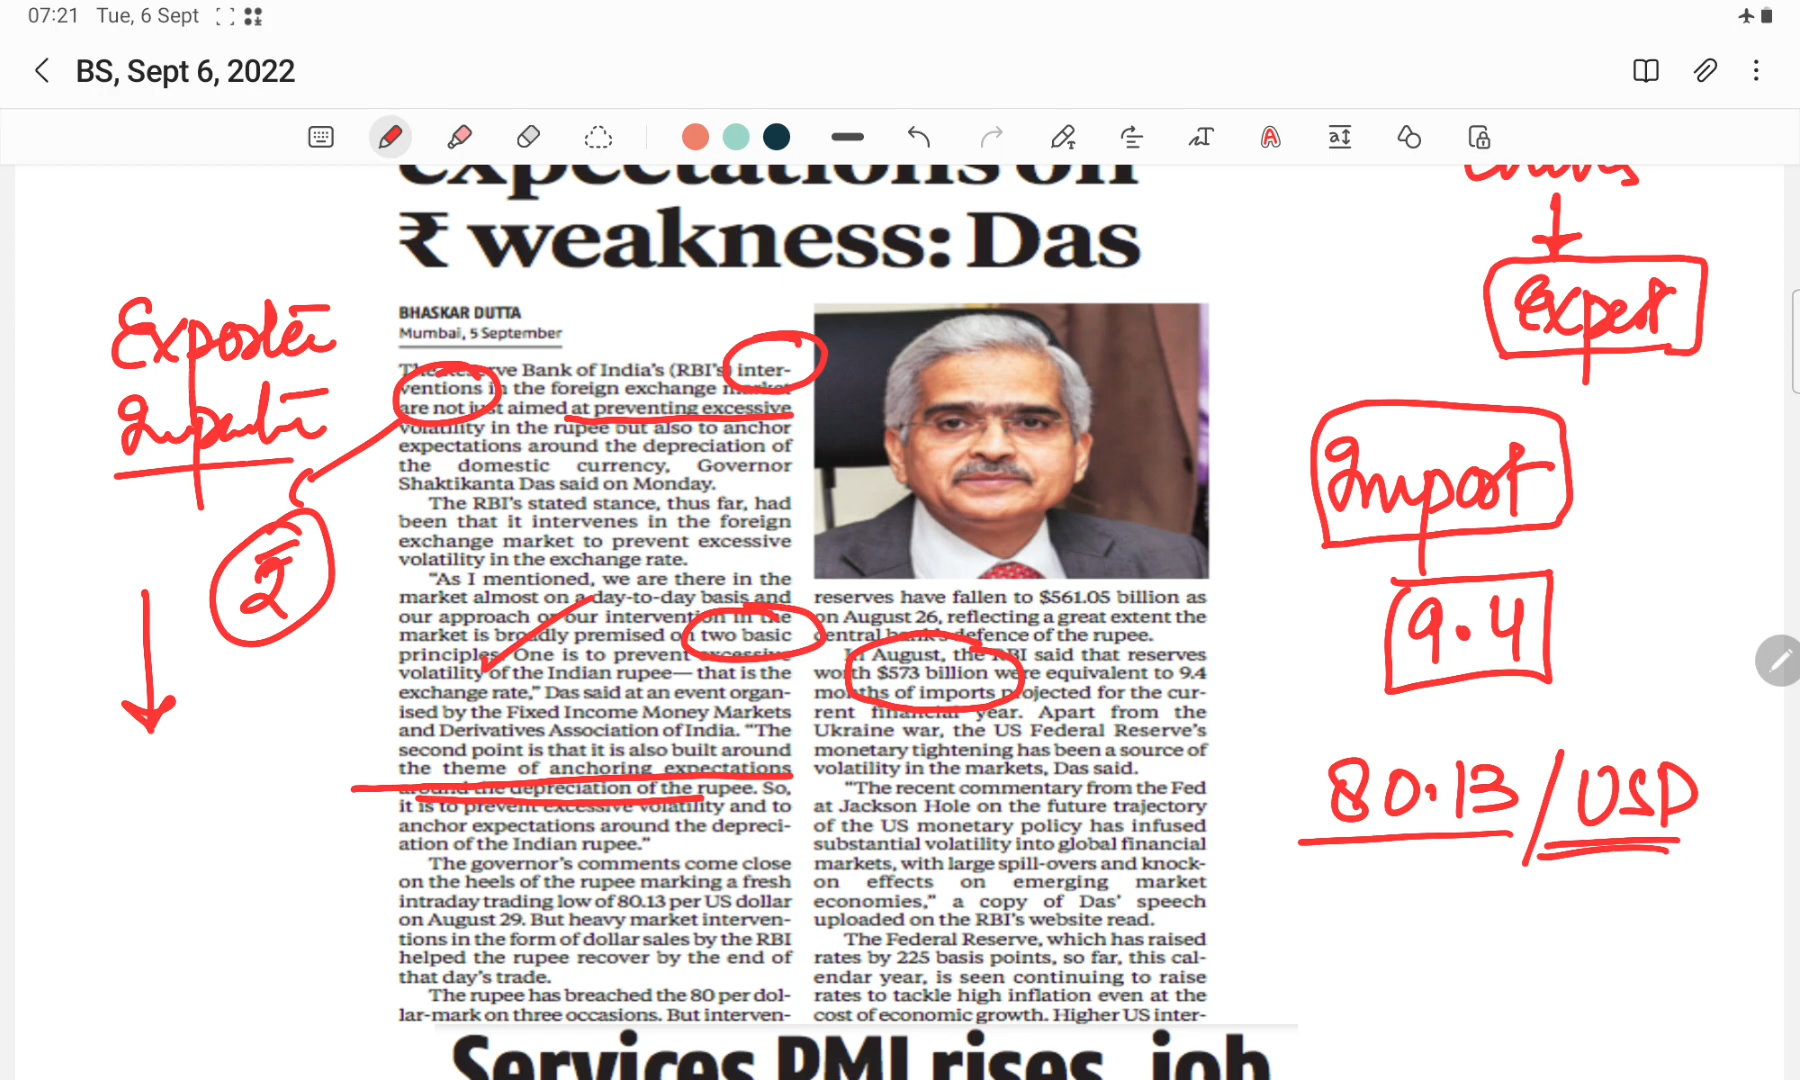 07:21 Tue, 6 Sept
BS, Sept 6, 2022
expectations on
₹ weakness: Das
BHASKAR DUTTA
Mumbai, 5 September
The Reserve Bank of India's (RBI's) inter-
ventions in the foreign exchange market
are not just aimed at preventing excessive
volatility in the rupee but also to anchor
expectations around the depreciation of
the domestic currency, Governor
Shaktikanta Das said on Monday.
The RBI's stated stance, thus far, had
been that it intervenes in the foreign
exchange market to prevent excessive
volatility in the exchange rate.
"As I mentioned, we are there in the
market almost on a day-to-day basis and
our approach or our intervention in the
market is broadly premised on two basic
principles. One is to prevent excessive
volatility of the Indian rupee— that is the
exchange rate," Das said at an event organ-
ised by the Fixed Income Money Markets
and Derivatives Association of India. "The
second point is that it is also built around
the theme of anchoring expectations
around the depreciation of the rupee. So,
it is to prevent excessive volatility and to
anchor expectations around the depreci-
ation of the Indian rupee."
The governor's comments come close
on the heels of the rupee marking a fresh
intraday trading low of 80.13 per US dollar
on August 29. But heavy market interven-
tions in the form of dollar sales by the RBI
helped the rupee recover by the end of
that day's trade.
The rupee has breached the 80 per dol-
lar-mark on three occasions. But interven-
reserves have fallen to $561.05 billion as
on August 26, reflecting a great extent the
central bank's defence of the rupee.
In August, the RBI said that reserves
worth $573 billion were equivalent to 9.4
months of imports projected for the cur-
rent financial year. Apart from the
Ukraine war, the US Federal Reserve's
monetary tightening has been a source of
volatility in the markets, Das said.
"The recent commentary from the Fed
at Jackson Hole on the future trajectory
of the US monetary policy has infused
substantial volatility into global financial
markets, with large spill-overs and knock-
on effects on emerging market
economies," a copy of Das' speech
uploaded on the RBI's website read.
The Federal Reserve, which has raised
rates by 225 basis points, so far, this cal-
endar year, is seen continuing to raise
rates to tackle high inflation even at the
cost of economic growth. Higher US inter-
Services PMI rises, job
₹
Import
9.4
80.13/USD